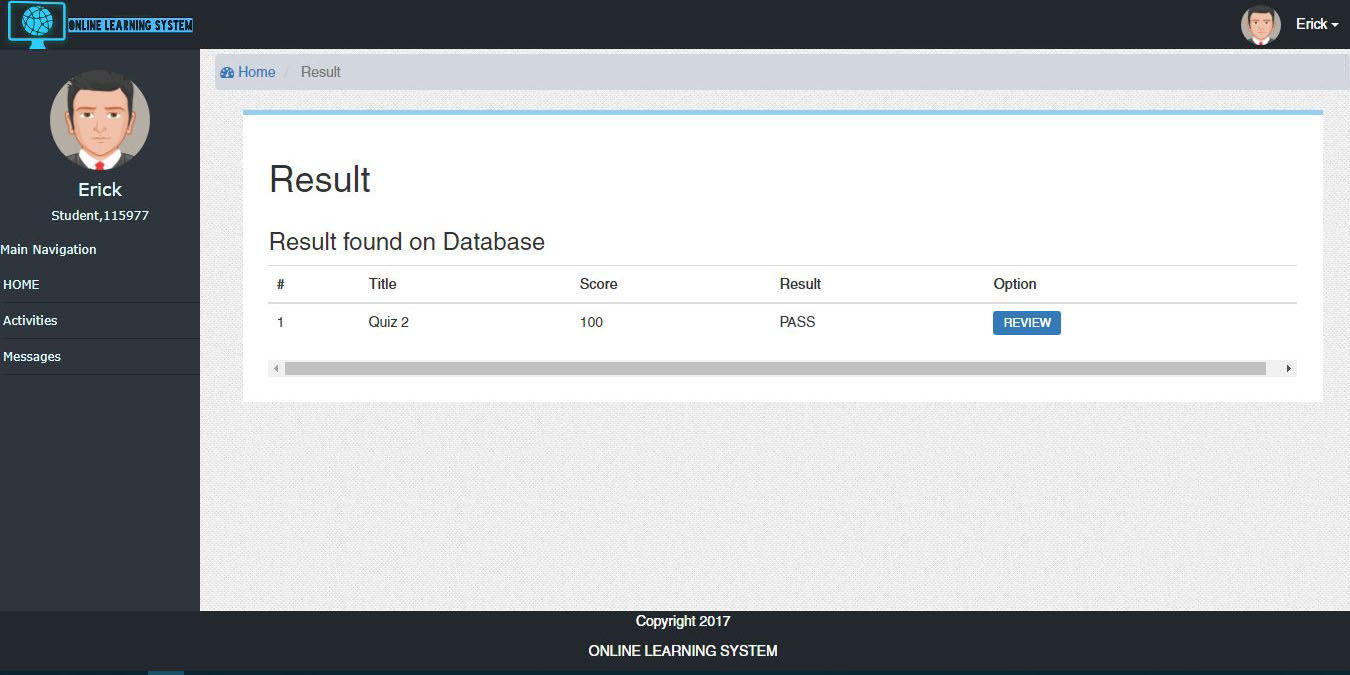 ONLINE LEARNING SYSTEM
Erick
Home / Result
Erick
Student,115977
Main Navigation
HOME
Activities
Messages
Result
Result found on Database
# Title Score Result Option
1 Quiz 2 100 PASS REVIEW
Copyright 2017
ONLINE LEARNING SYSTEM